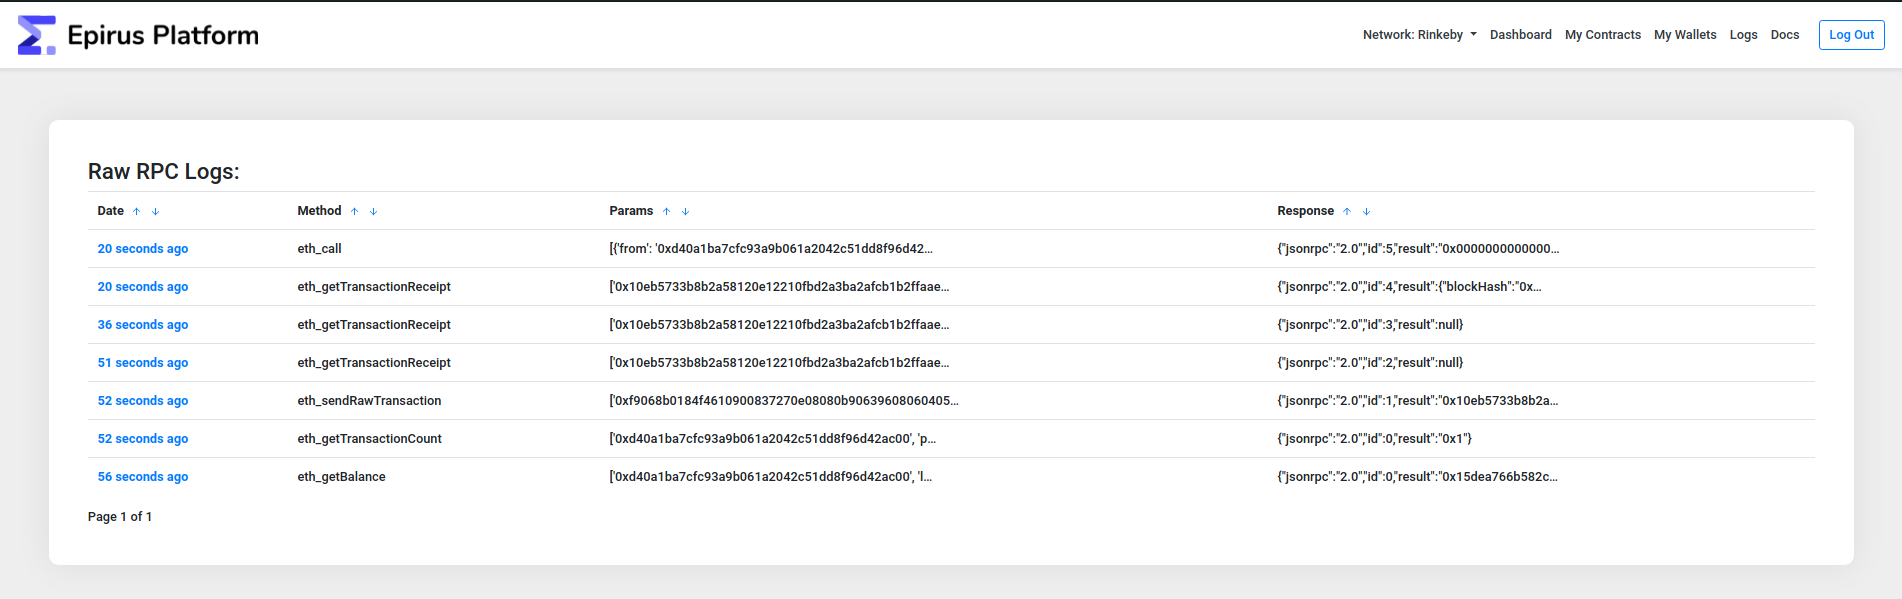 Epirus Platform
Network: Rinkeby Dashboard My Contracts My Wallets Logs Docs Log Out
Raw RPC Logs:
Date ↑ ↓ Method ↑ ↓ Params ↑ ↓ Response ↑ ↓
20 seconds ago eth_call [{'from': '0xd40a1ba7cfc93a9b061a2042c51dd8f96d42... {"jsonrpc":"2.0","id":5,"result":"0x0000000000000...
20 seconds ago eth_getTransactionReceipt ['0x10eb5733b8b2a58120e12210fbd2a3ba2afcb1b2ffaae... {"jsonrpc":"2.0","id":4,"result":{"blockHash":"0x...
36 seconds ago eth_getTransactionReceipt ['0x10eb5733b8b2a58120e12210fbd2a3ba2afcb1b2ffaae... {"jsonrpc":"2.0","id":3,"result":null}
51 seconds ago eth_getTransactionReceipt ['0x10eb5733b8b2a58120e12210fbd2a3ba2afcb1b2ffaae... {"jsonrpc":"2.0","id":2,"result":null}
52 seconds ago eth_sendRawTransaction ['0xf9068b0184f4610900837270e08080b90639608060405... {"jsonrpc":"2.0","id":1,"result":"0x10eb5733b8b2a...
52 seconds ago eth_getTransactionCount ['0xd40a1ba7cfc93a9b061a2042c51dd8f96d42ac00', 'p... {"jsonrpc":"2.0","id":0,"result":"0x1"}
56 seconds ago eth_getBalance ['0xd40a1ba7cfc93a9b061a2042c51dd8f96d42ac00', 'l... {"jsonrpc":"2.0","id":0,"result":"0x15dea766b582c...
Page 1 of 1